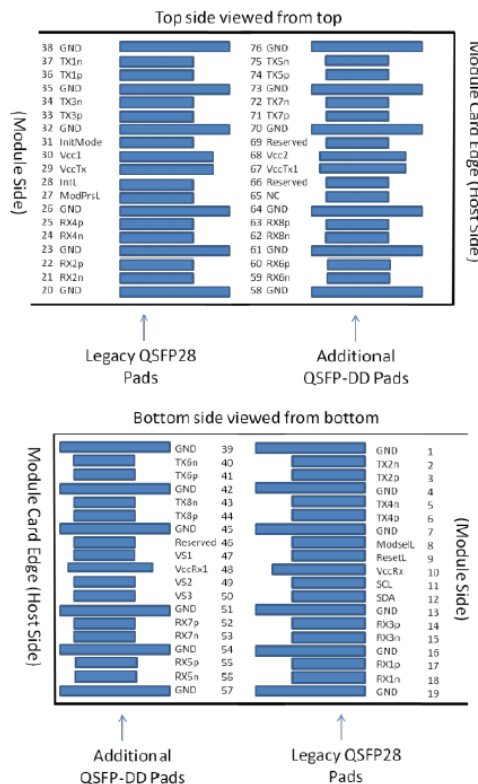 Top side viewed from top
(Module Side)
Module Card Edge (Host Side)
38 GND 76 GND
37 TX1n 75 TX5n
36 TX1p 74 TX5p
35 GND 73 GND
34 TX3n 72 TX7n
33 TX3p 71 TX7p
32 GND 70 GND
31 InitMode 69 Reserved
30 Vcc1 68 Vcc2
29 VccTx 67 VccTx1
28 IntL 66 Reserved
27 ModPrsL 65 NC
26 GND 64 GND
25 RX4p 63 RX8p
24 RX4n 62 RX8n
23 GND 61 GND
22 RX2p 60 RX6p
21 RX2n 59 RX6n
20 GND 58 GND
Legacy QSFP28
Pads
Additional
QSFP-DD Pads
Bottom side viewed from bottom
Module Card Edge (Host Side)
(Module Side)
GND 39 GND 1
TX6n 40 TX2n 2
TX6p 41 TX2p 3
GND 42 GND 4
TX8n 43 TX4n 5
TX8p 44 TX4p 6
GND 45 GND 7
Reserved 46 ModselL 8
VS1 47 ResetL 9
VccRx1 48 VccRx 10
VS2 49 SCL 11
VS3 50 SDA 12
GND 51 GND 13
RX7p 52 RX3p 14
RX7n 53 RX3n 15
GND 54 GND 16
RX5p 55 RX1p 17
RX5n 56 RX1n 18
GND 57 GND 19
Additional
QSFP-DD Pads
Legacy QSFP28
Pads